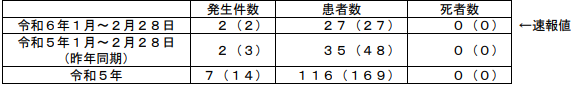 発生件数 患者数 死者数
令和６年１月～２月28日 ２（２） ２７（２７） ０（０） ←速報値
令和５年１月～２月28日
（昨年同期） ２（３） ３５（４８） ０（０）
令和５年 ７（１４） １１６（１６９） ０（０）